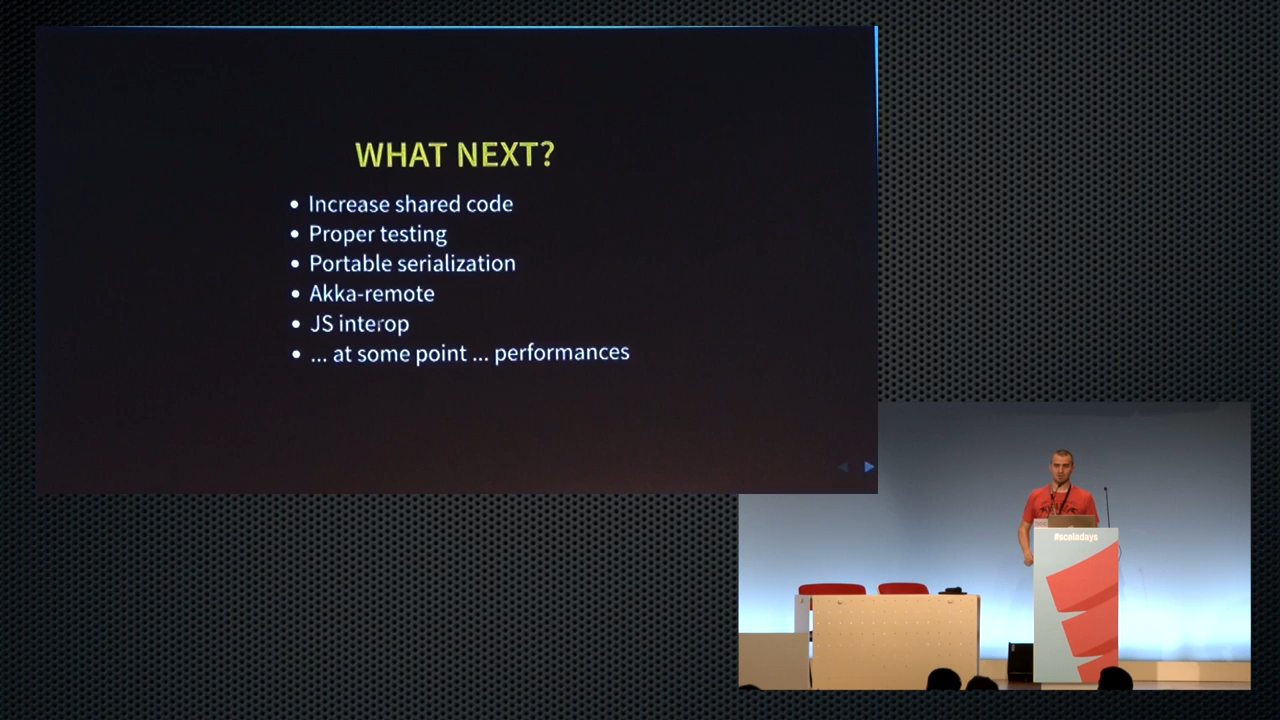 WHAT NEXT?
• Increase shared code
• Proper testing
• Portable serialization
• Akka-remote
• JS interop
• ... at some point ... performances
#scaladays